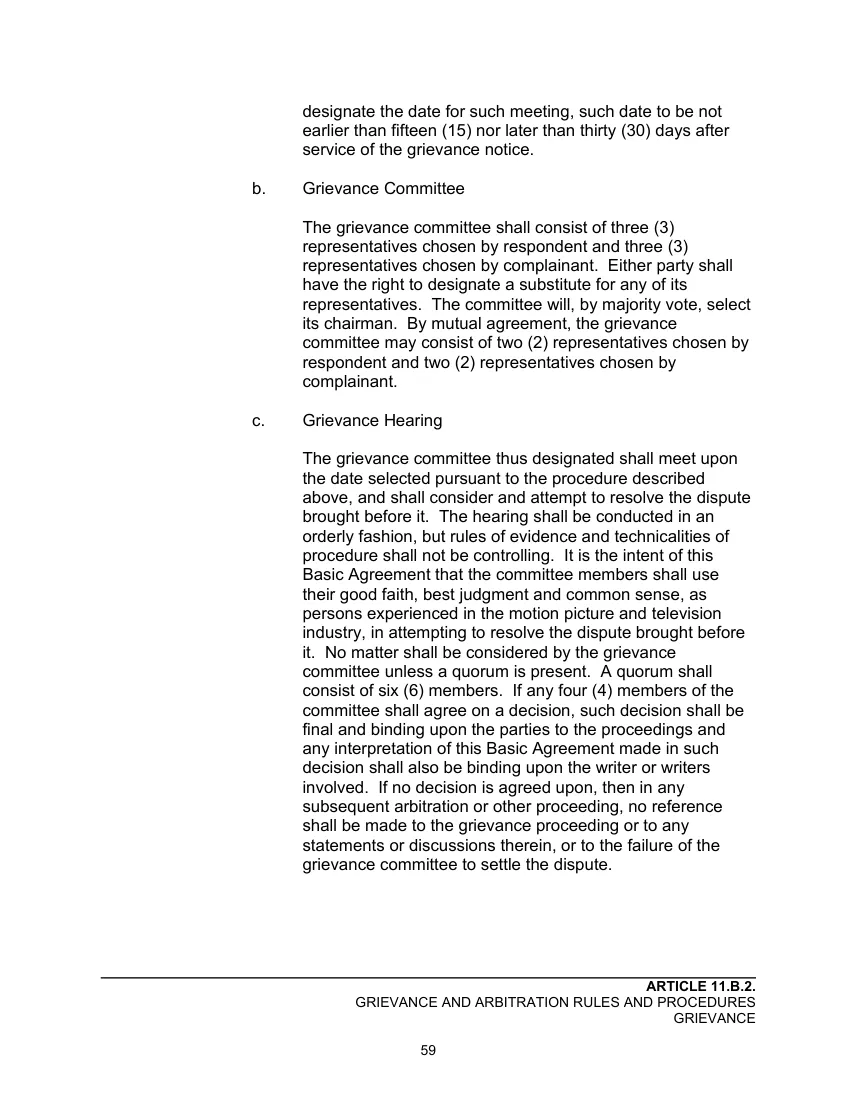 designate the date for such meeting, such date to be not
earlier than fifteen (15) nor later than thirty (30) days after
service of the grievance notice.
b. Grievance Committee
The grievance committee shall consist of three (3)
representatives chosen by respondent and three (3)
representatives chosen by complainant.  Either party shall
have the right to designate a substitute for any of its
representatives.  The committee will, by majority vote, select
its chairman.  By mutual agreement, the grievance
committee may consist of two (2) representatives chosen by
respondent and two (2) representatives chosen by
complainant.
c. Grievance Hearing
The grievance committee thus designated shall meet upon
the date selected pursuant to the procedure described
above, and shall consider and attempt to resolve the dispute
brought before it.  The hearing shall be conducted in an
orderly fashion, but rules of evidence and technicalities of
procedure shall not be controlling.  It is the intent of this
Basic Agreement that the committee members shall use
their good faith, best judgment and common sense, as
persons experienced in the motion picture and television
industry, in attempting to resolve the dispute brought before
it.  No matter shall be considered by the grievance
committee unless a quorum is present.  A quorum shall
consist of six (6) members.  If any four (4) members of the
committee shall agree on a decision, such decision shall be
final and binding upon the parties to the proceedings and
any interpretation of this Basic Agreement made in such
decision shall also be binding upon the writer or writers
involved.  If no decision is agreed upon, then in any
subsequent arbitration or other proceeding, no reference
shall be made to the grievance proceeding or to any
statements or discussions therein, or to the failure of the
grievance committee to settle the dispute.
ARTICLE 11.B.2.
GRIEVANCE AND ARBITRATION RULES AND PROCEDURES
GRIEVANCE
59